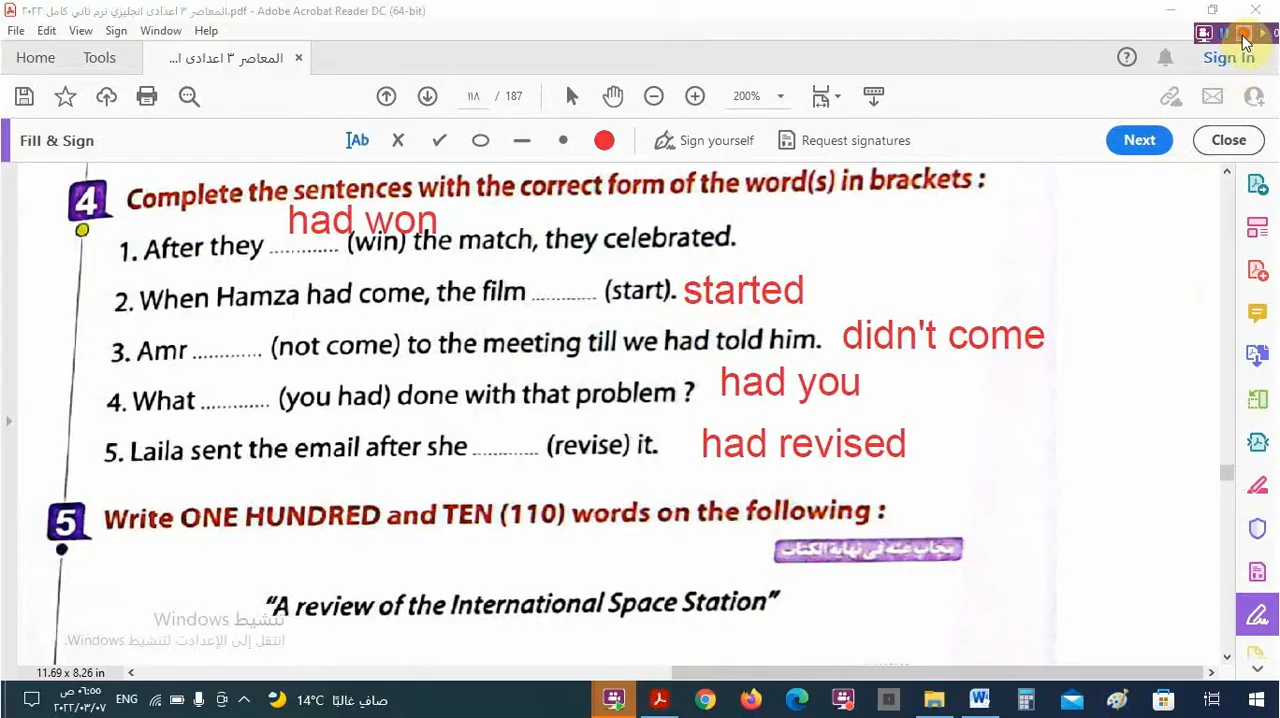 المعاصر ٣ اعدادى انجليزي ترم ثاني كامل ٢٠٢٢.pdf - Adobe Acrobat Reader DC (64-bit)
File Edit View Sign Window Help
Home Tools المعاصر ٣ اعدادى ا... × Sign In
١١٨ / 187 200%
Fill & Sign Ab Sign yourself Request signatures Next Close
4 Complete the sentences with the correct form of the word(s) in brackets :
had won
1. After they ............ (win) the match, they celebrated.
2. When Hamza had come, the film ............ (start). started
3. Amr ............ (not come) to the meeting till we had told him. didn't come
4. What ............ (you had) done with that problem ? had you
5. Laila sent the email after she ............ (revise) it. had revised
5 Write ONE HUNDRED and TEN (110) words on the following :
مجاب عنه فى نهاية الكتاب
"A review of the International Space Station"
تنشيط Windows
انتقل إلى الإعدادات لتنشيط Windows.
11.69 x 8.26 in
٠٦:٠٠ ص ENG 14°C صافٍ غالبًا
٢٠٢٢/٠٣/٠٧